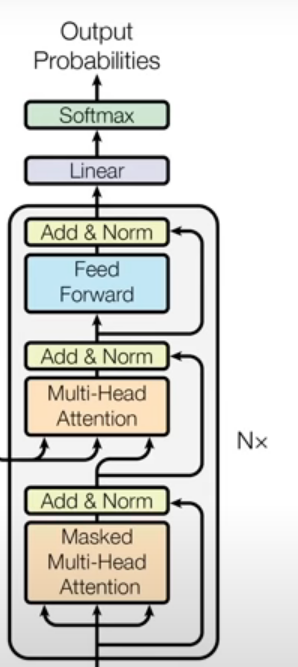 Output
Probabilities
Softmax
Linear
Add & Norm
Feed
Forward
Add & Norm
Multi-Head
Attention
N×
Add & Norm
Masked
Multi-Head
Attention